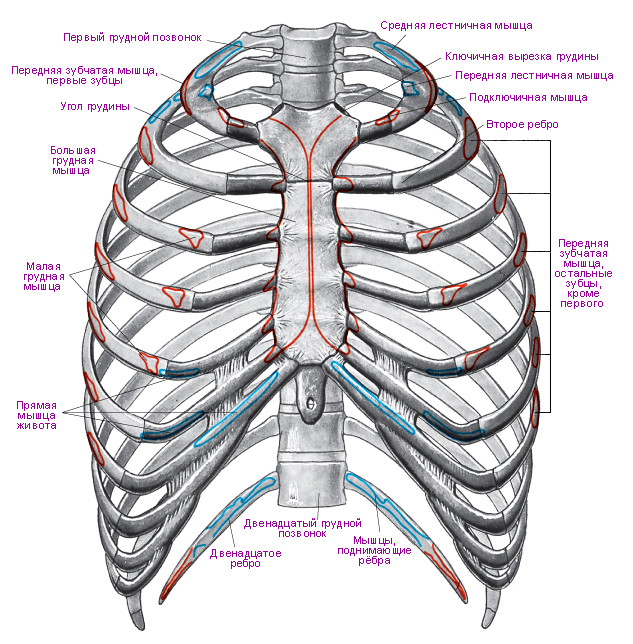 Средняя лестничная мышца
Первый грудной позвонок
Ключичная вырезка грудины
Передняя зубчатая мышца,
первые зубцы
Передняя лестничная мышца
Угол грудины
Подключичная мышца
Второе ребро
Большая
грудная
мышца
Малая
грудная
мышца
Передняя
зубчатая
мышца,
остальные
зубцы,
кроме
первого
Прямая
мышца
живота
Двенадцатый грудной
позвонок
Двенадцатое
ребро
Мышцы,
поднимающие
рёбра